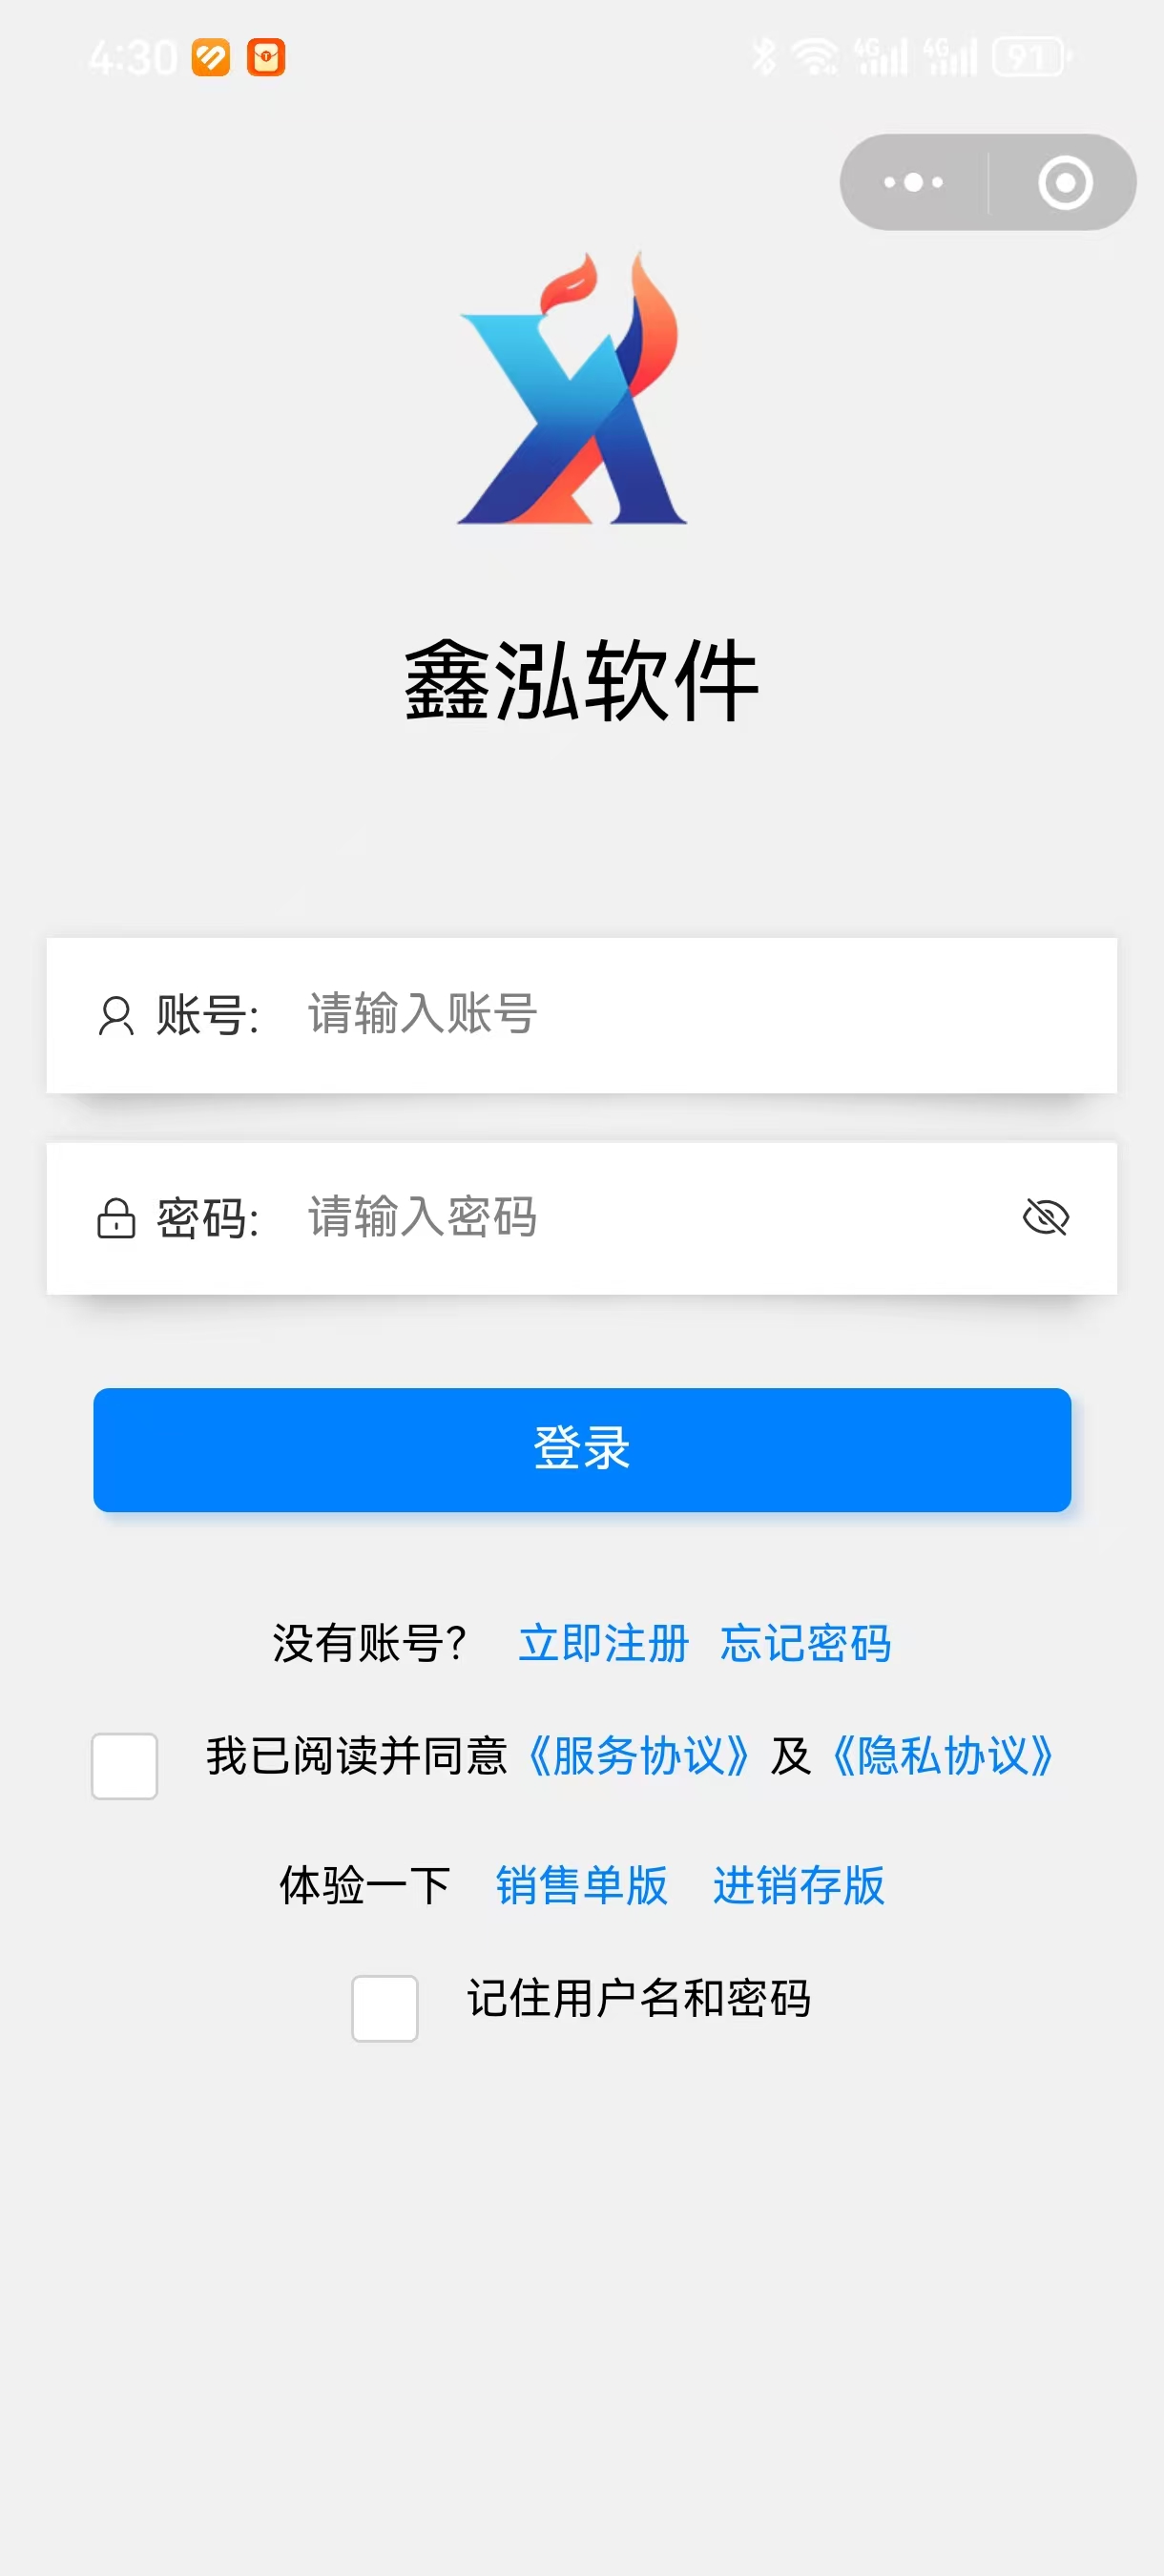 4:30
4G 4G 91
鑫泓软件
账号: 请输入账号
密码: 请输入密码
登录
没有账号? 立即注册 忘记密码
我已阅读并同意《服务协议》及《隐私协议》
体验一下 销售单版 进销存版
记住用户名和密码